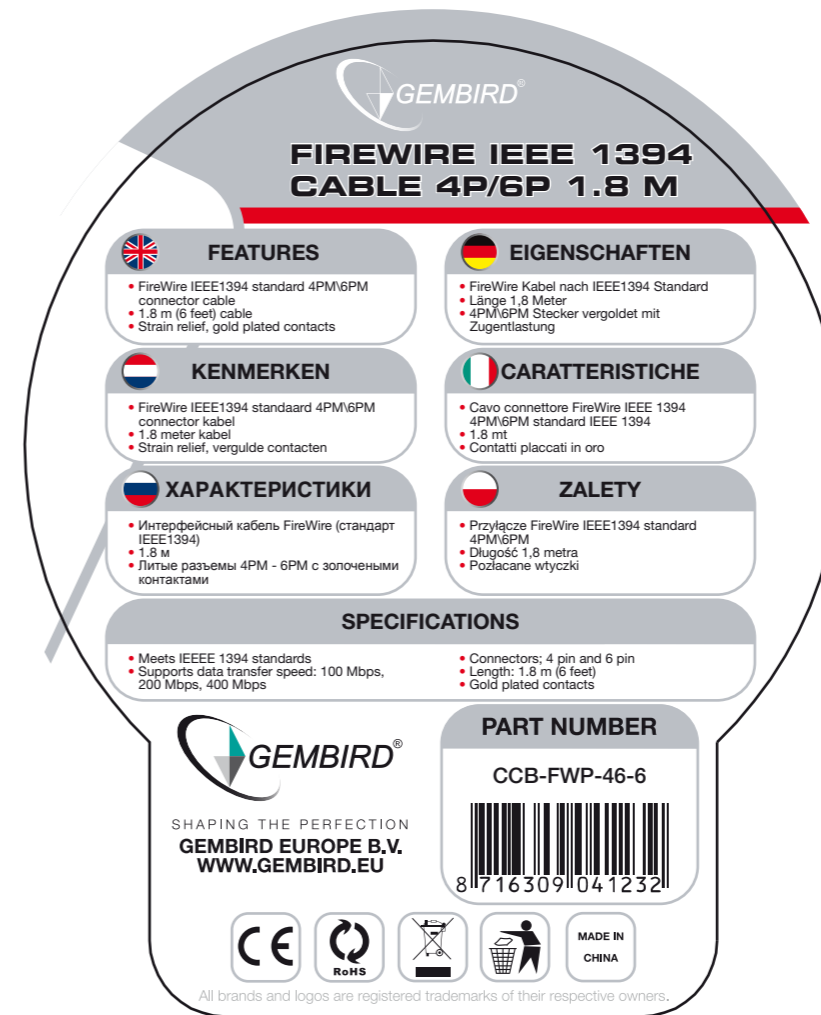 GEMBIRD®
FIREWIRE IEEE 1394
CABLE 4P/6P 1.8 M
FEATURES
• FireWire IEEE1394 standard 4PM\6PM
connector cable
• 1.8 m (6 feet) cable
• Strain relief, gold plated contacts
EIGENSCHAFTEN
• FireWire Kabel nach IEEE1394 Standard
• Länge 1,8 Meter
• 4PM\6PM Stecker vergoldet mit
Zugentlastung
KENMERKEN
• FireWire IEEE1394 standaard 4PM\6PM
connector kabel
• 1.8 meter kabel
• Strain relief, vergulde contacten
CARATTERISTICHE
• Cavo connettore FireWire IEEE 1394
4PM\6PM standard IEEE 1394
• 1.8 mt
• Contatti placcati in oro
ХАРАКТЕРИСТИКИ
• Интерфейсный кабель FireWire (стандарт
IEEE1394)
• 1.8 м
• Литые разъемы 4PM - 6PM с золочеными
контактами
ZALETY
• Przyłącze FireWire IEEE1394 standard
4PM\6PM
• Długość 1,8 metra
• Pozłacane wtyczki
SPECIFICATIONS
• Meets IEEEE 1394 standards
• Supports data transfer speed: 100 Mbps,
200 Mbps, 400 Mbps
• Connectors; 4 pin and 6 pin
• Length: 1.8 m (6 feet)
• Gold plated contacts
GEMBIRD®
SHAPING THE PERFECTION
GEMBIRD EUROPE B.V.
WWW.GEMBIRD.EU
PART NUMBER
CCB-FWP-46-6
8 716309 041232
CE
RoHS
MADE IN
CHINA
All brands and logos are registered trademarks of their respective owners.